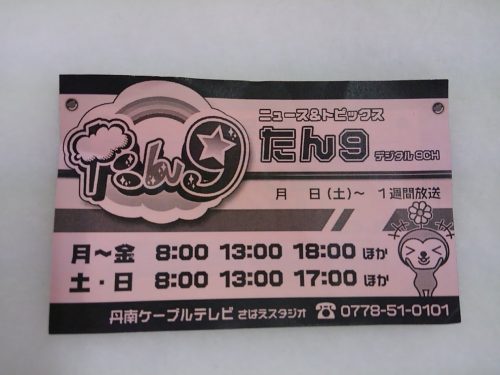 たん9
ニュース&トピックス
たん9 デジタル9CH
月　日(土)～ 1週間放送
月～金 8:00 13:00 18:00 ほか
土・日 8:00 13:00 17:00 ほか
丹南ケーブルテレビ さばえスタジオ ☎ 0778-51-0101